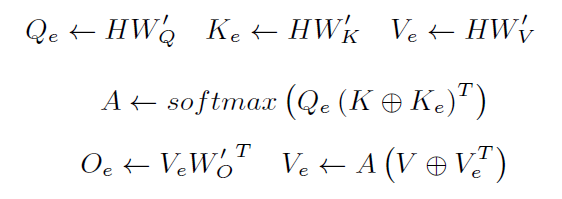 Q_e ← HW'_Q   K_e ← HW'_K   V_e ← HW'_V
A ← softmax (Q_e (K ⊕ K_e)^T)
O_e ← V_e W'_O^T   V_e ← A (V ⊕ V_e^T)